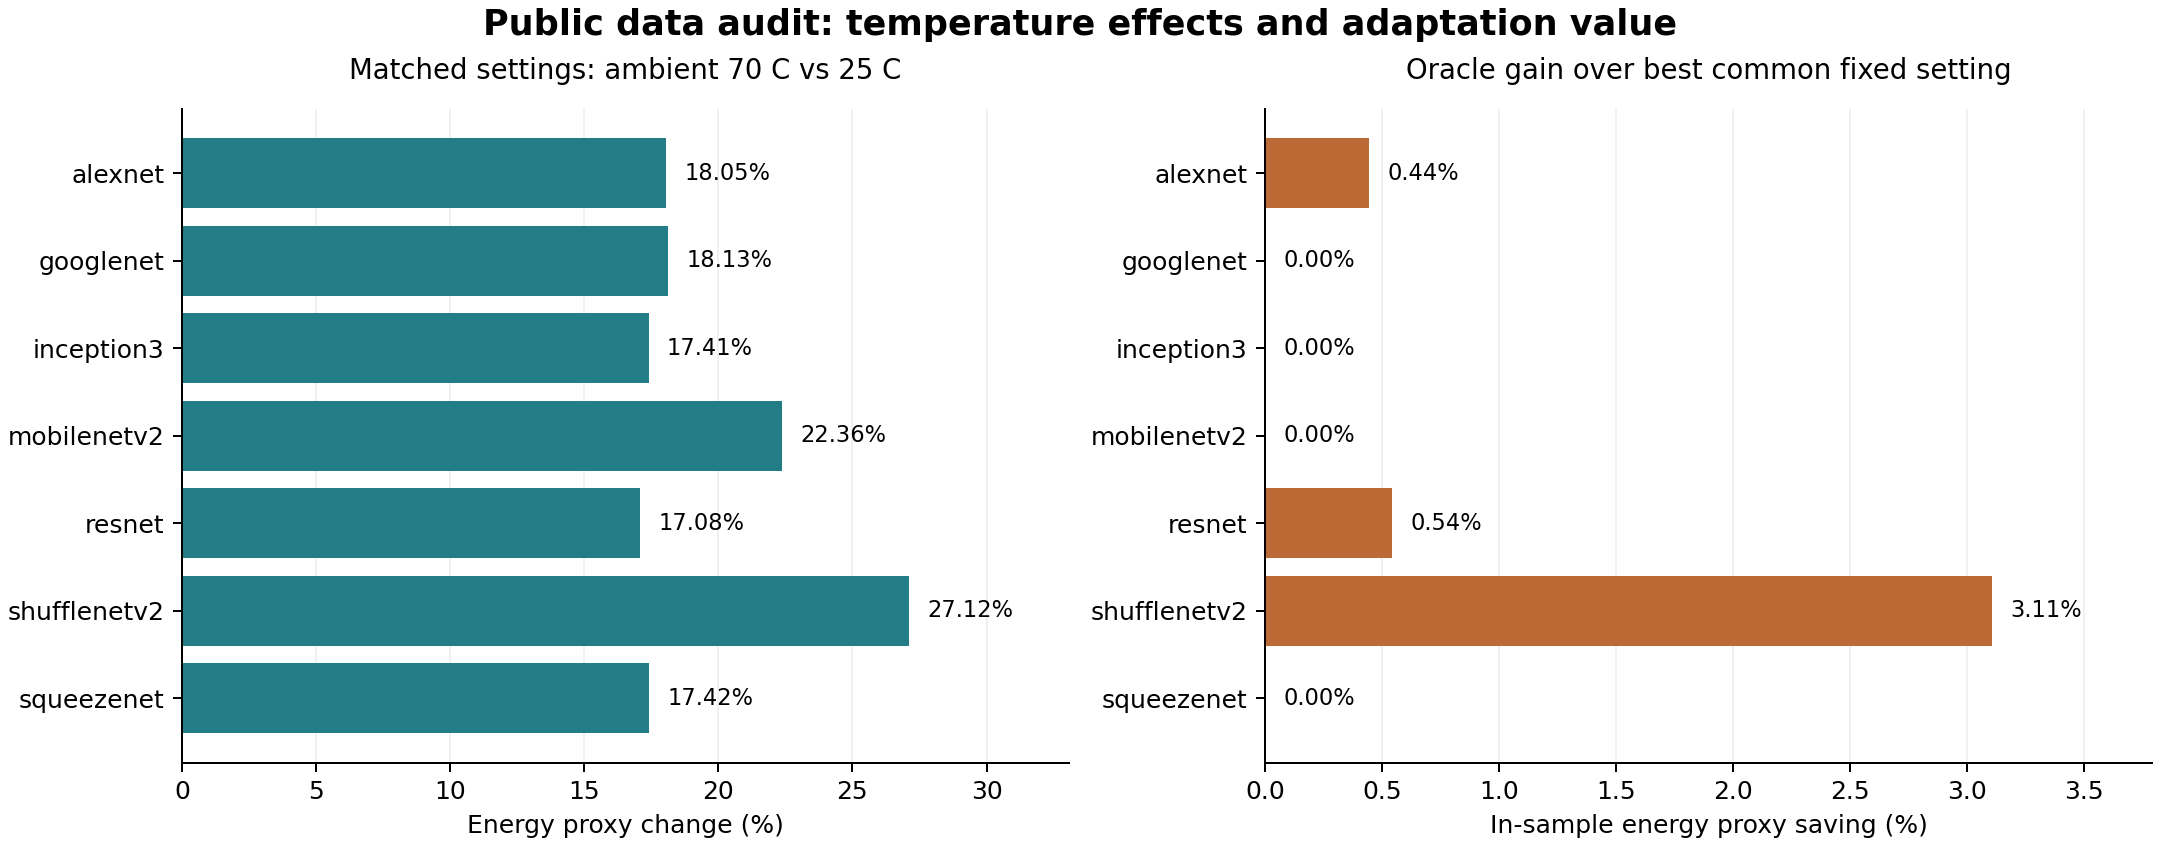 Public data audit: temperature effects and adaptation value
Matched settings: ambient 70 C vs 25 C
alexnet
18.05%
googlenet
18.13%
inception3
17.41%
mobilenetv2
22.36%
resnet
17.08%
shufflenetv2
27.12%
squeezenet
17.42%
0 5 10 15 20 25 30
Energy proxy change (%)
Oracle gain over best common fixed setting
alexnet
0.44%
googlenet
0.00%
inception3
0.00%
mobilenetv2
0.00%
resnet
0.54%
shufflenetv2
3.11%
squeezenet
0.00%
0.0 0.5 1.0 1.5 2.0 2.5 3.0 3.5
In-sample energy proxy saving (%)